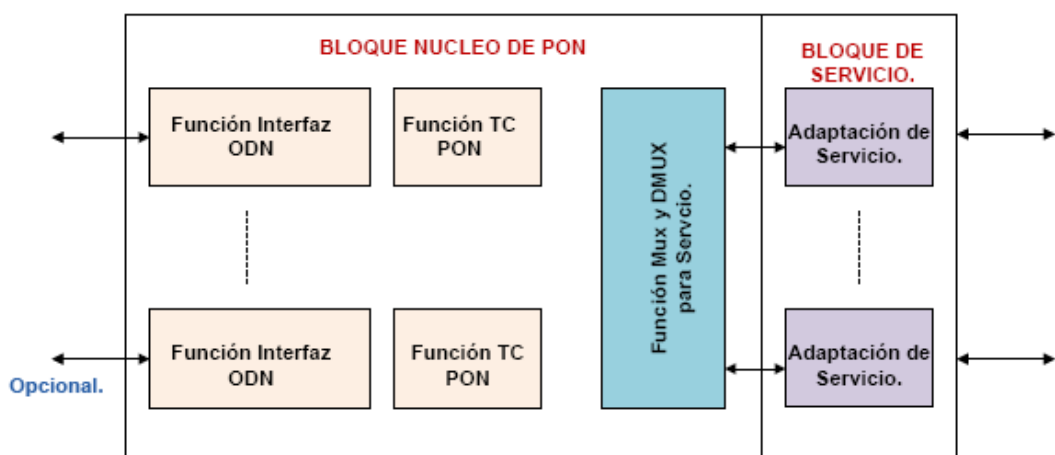 BLOQUE NUCLEO DE PON
BLOQUE DE
SERVICIO.
Función Interfaz
ODN
Función TC
PON
Función Mux y DMUX
para Servcio.
Adaptación de
Servicio.
Función Interfaz
ODN
Función TC
PON
Adaptación de
Servicio.
Opcional.